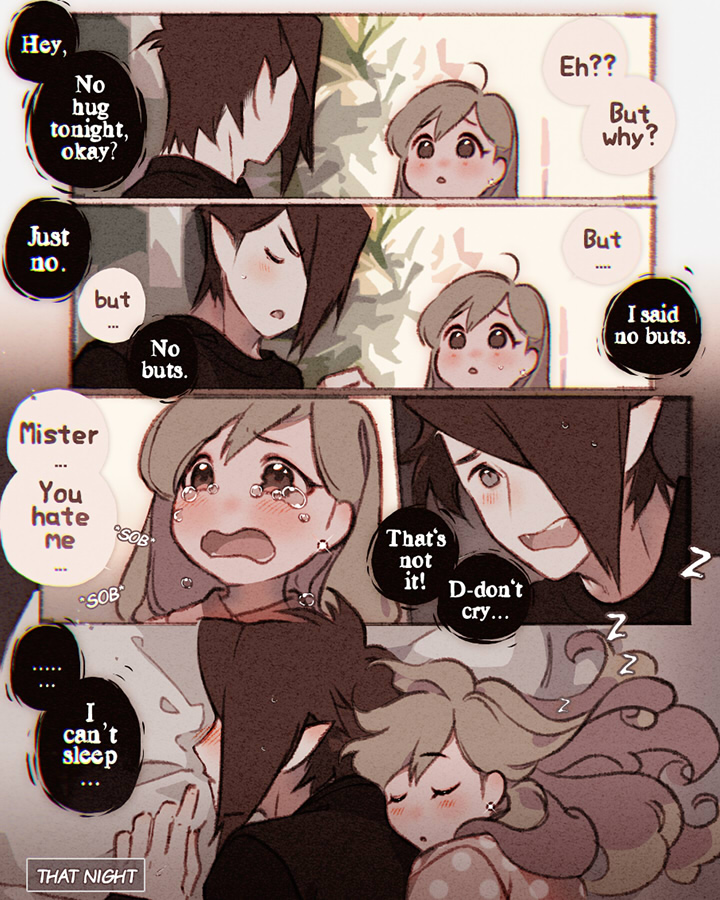 Hey,
No
hug
tonight,
okay?
Eh??
But
why?
Just
no.
but
...
No
buts.
But
....
I said
no buts.
Mister
...
You
hate
me
...
*SOB*
*SOB*
That's
not
it!
D-don't
cry...
Z
Z
Z
Z
.....
...
I
can't
sleep
...
THAT NIGHT